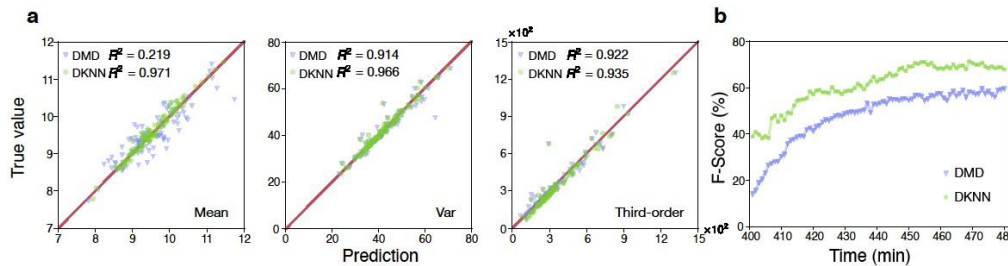 a
True value
12
11
10
9
8
7
DMD R² = 0.219
DKNN R² = 0.971
Mean
7 8 9 10 11 12
80
60
40
20
0
DMD R² = 0.914
DKNN R² = 0.966
Var
0 20 40 60 80
Prediction
×10²
15
12
9
6
3
0
DMD R² = 0.922
DKNN R² = 0.935
Third-order
0 3 6 9 12 15
×10²
b
F-Score (%)
80
60
40
20
0
DMD
DKNN
400 410 420 430 440 450 460 470 480
Time (min)